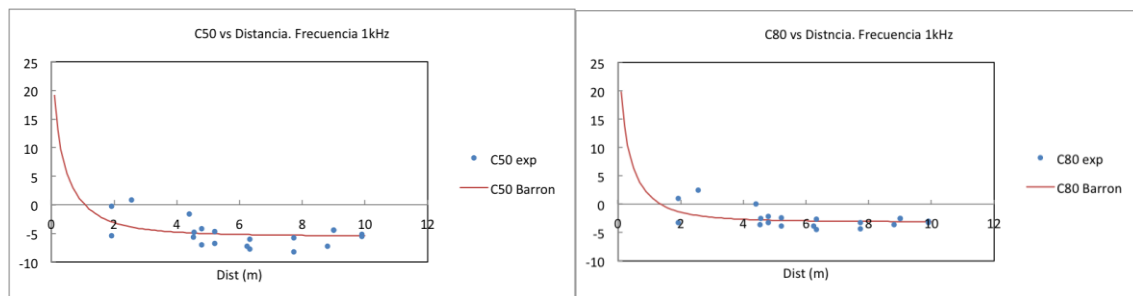 C50 vs Distancia. Frecuencia 1kHz
25
20
15
10
5
0
-5
-10
0 2 4 6 8 10 12
Dist (m)
C50 exp
C50 Barron
C80 vs Distncia. Frecuencia 1kHz
25
20
15
10
5
0
-5
-10
0 2 4 6 8 10 12
Dist (m)
C80 exp
C80 Barron